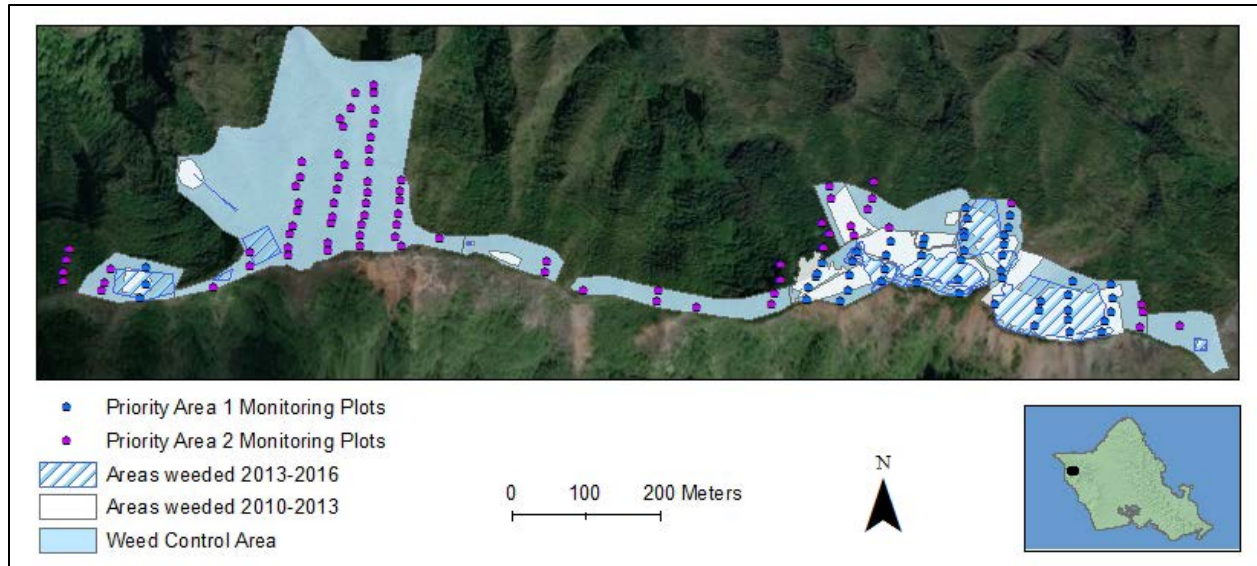 Priority Area 1 Monitoring Plots
Priority Area 2 Monitoring Plots
Areas weeded 2013-2016
Areas weeded 2010-2013
Weed Control Area
0 100 200 Meters
N